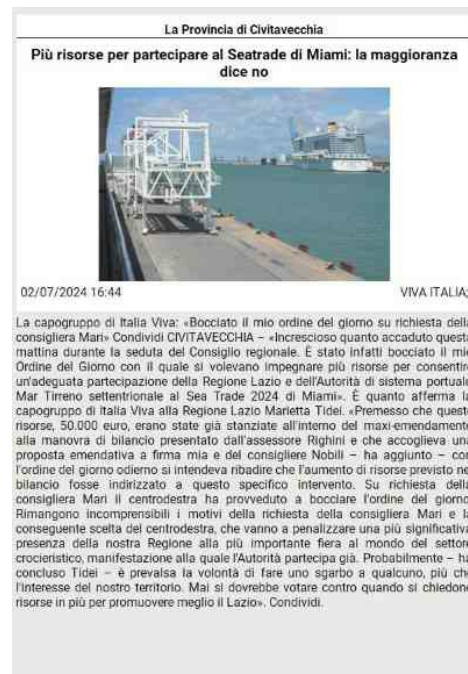 La Provincia di Civitavecchia
Più risorse per partecipare al Seatrade di Miami: la maggioranza
dice no
02/07/2024 16:44
VIVA ITALIA;
La capogruppo di Italia Viva: «Bocciato il mio ordine del giorno su richiesta della
consigliera Mari» Condividi CIVITAVECCHIA – «Increscioso quanto accaduto questa
mattina durante la seduta del Consiglio regionale. È stato infatti bocciato il mio
Ordine del Giorno con il quale si volevano impegnare più risorse per consentire
un'adeguata partecipazione della Regione Lazio e dell'Autorità di sistema portuale
Mar Tirreno settentrionale al Sea Trade 2024 di Miami». È quanto afferma la
capogruppo di Italia Viva alla Regione Lazio Marietta Tidei. «Premesso che queste
risorse, 50.000 euro, erano state già stanziate all'interno del maxi-emendamento
alla manovra di bilancio presentato dall'assessore Righini e che accoglieva una
proposta emendativa a firma mia e del consigliere Nobili – ha aggiunto – con
l'ordine del giorno odierno si intendeva ribadire che l'aumento di risorse previsto nel
bilancio fosse indirizzato a questo specifico intervento. Su richiesta della
consigliera Mari il centrodestra ha provveduto a bocciare l'ordine del giorno.
Rimangono incomprensibili i motivi della richiesta della consigliera Mari e la
conseguente scelta del centrodestra, che vanno a penalizzare una più significativa
presenza della nostra Regione alla più importante fiera al mondo del settore
crocieristico, manifestazione alla quale l'Autorità partecipa già. Probabilmente – ha
concluso Tidei – è prevalsa la volontà di fare uno sgarbo a qualcuno, più che
l'interesse del nostro territorio. Mai si dovrebbe votare contro quando si chiedono
risorse in più per promuovere meglio il Lazio». Condividi.